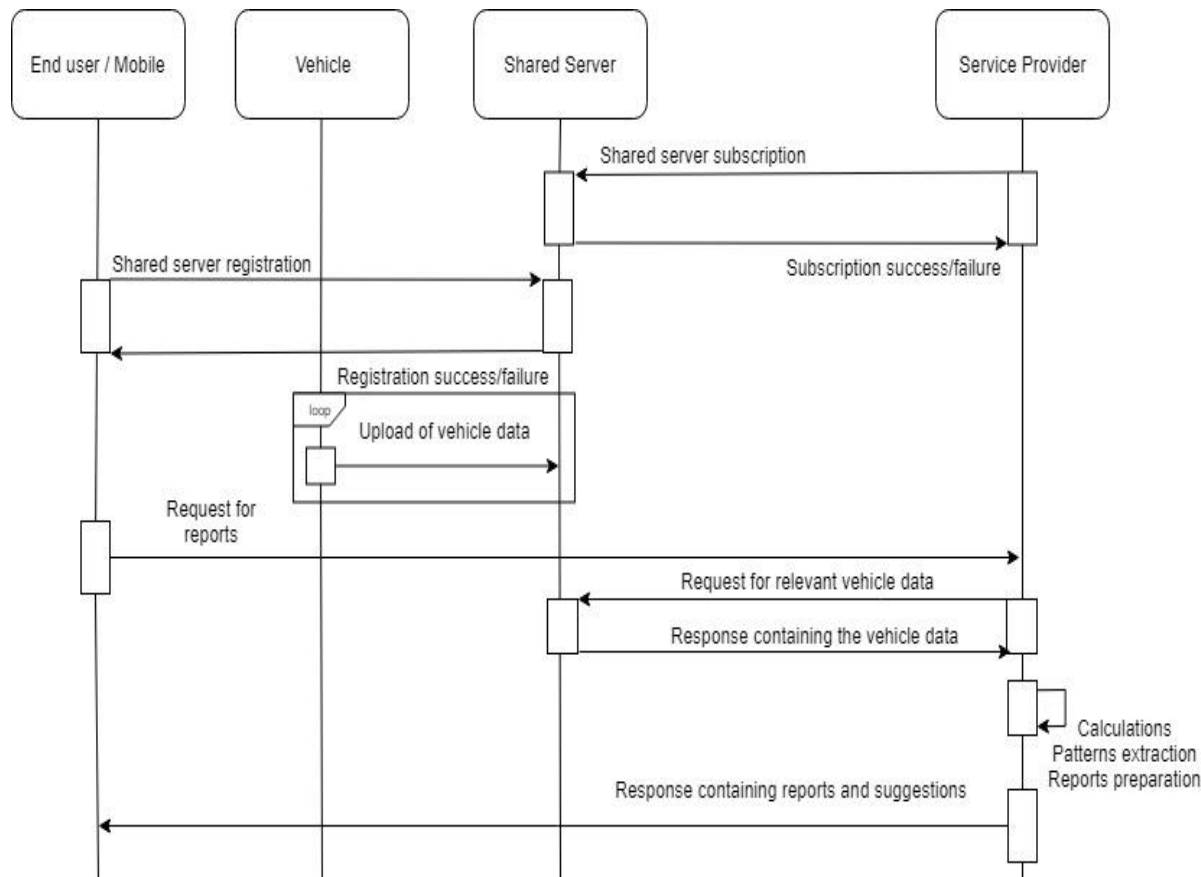 End user / Mobile
Vehicle
Shared Server
Service Provider
Shared server subscription
Subscription success/failure
Shared server registration
Registration success/failure
loop
Upload of vehicle data
Request for
reports
Request for relevant vehicle data
Response containing the vehicle data
Calculations
Patterns extraction
Reports preparation
Response containing reports and suggestions